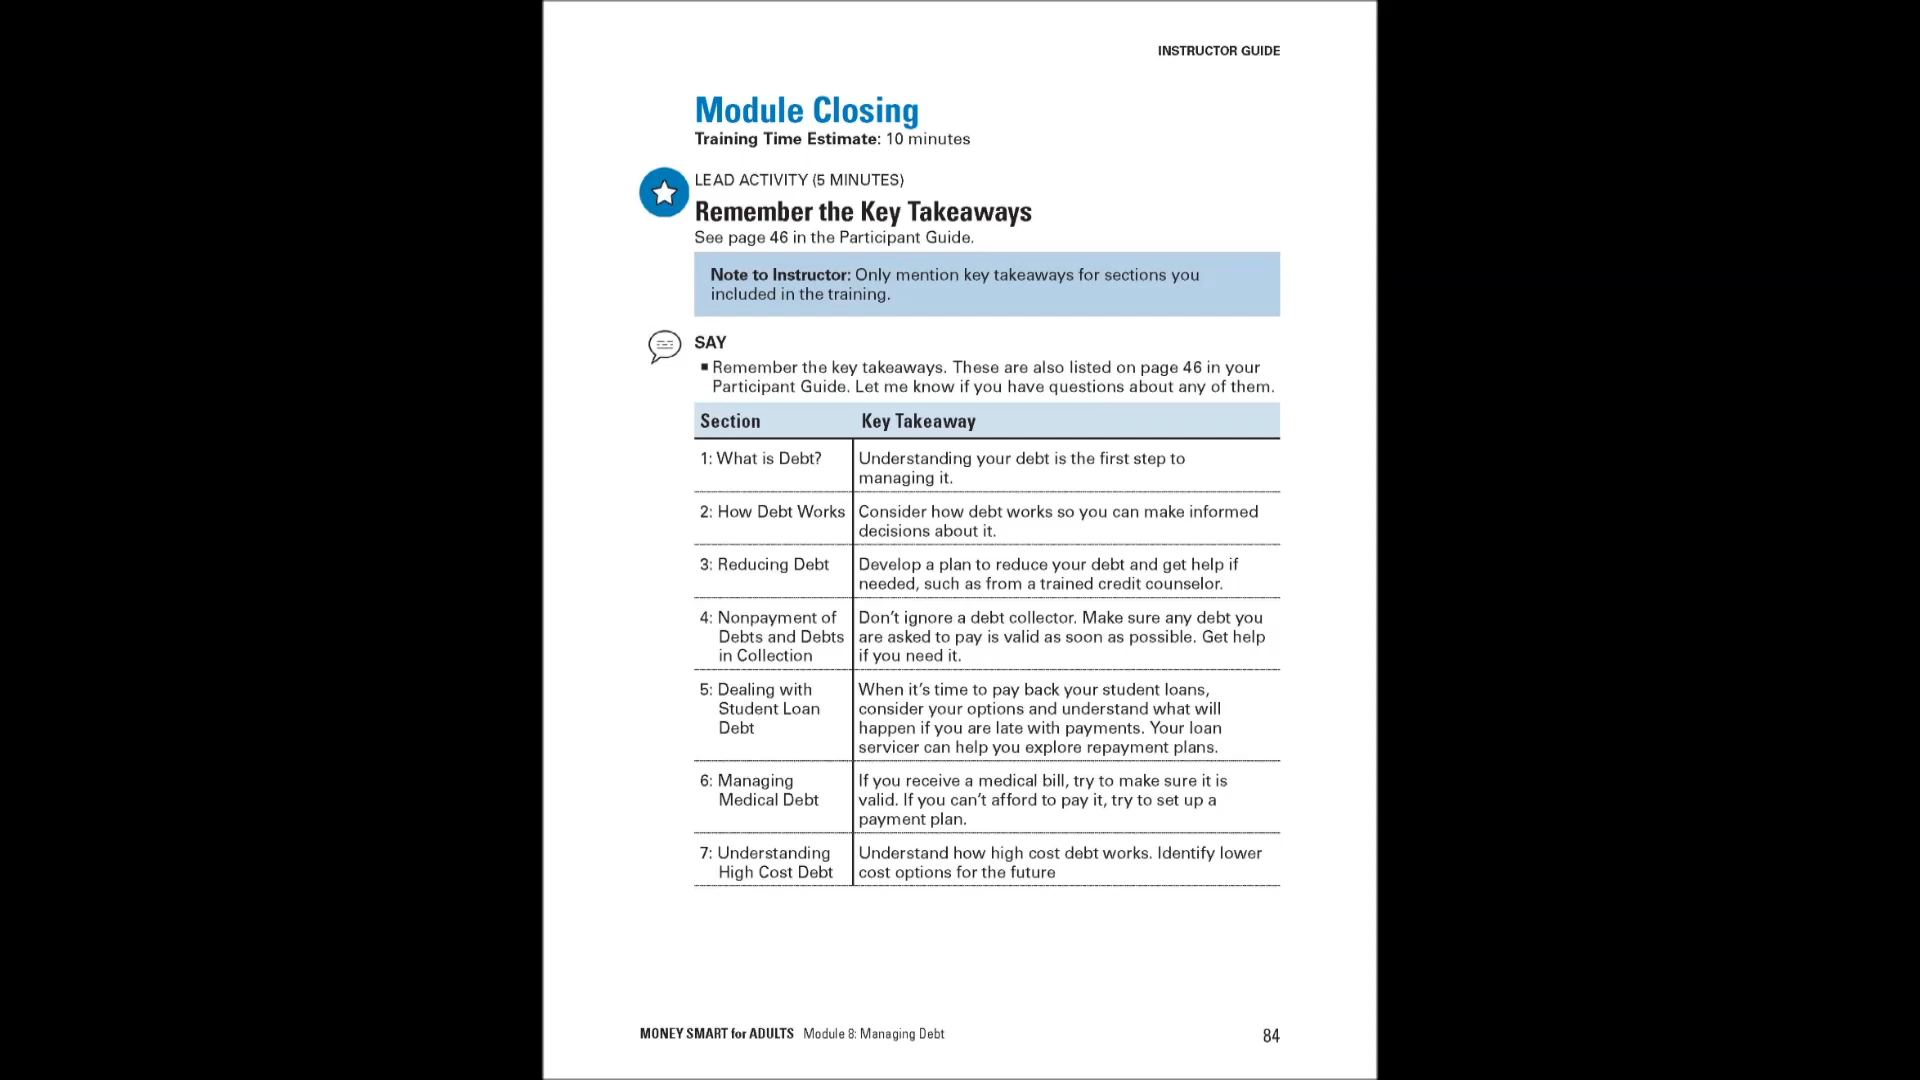 INSTRUCTOR GUIDE
Module Closing
Training Time Estimate: 10 minutes
LEAD ACTIVITY (5 MINUTES)
Remember the Key Takeaways
See page 46 in the Participant Guide.
Note to Instructor: Only mention key takeaways for sections you
included in the training.
SAY
▪ Remember the key takeaways. These are also listed on page 46 in your
Participant Guide. Let me know if you have questions about any of them.
Section Key Takeaway
1: What is Debt? Understanding your debt is the first step to
managing it.
2: How Debt Works Consider how debt works so you can make informed
decisions about it.
3: Reducing Debt Develop a plan to reduce your debt and get help if
needed, such as from a trained credit counselor.
4: Nonpayment of Don’t ignore a debt collector. Make sure any debt you
Debts and Debts are asked to pay is valid as soon as possible. Get help
in Collection if you need it.
5: Dealing with When it’s time to pay back your student loans,
Student Loan consider your options and understand what will
Debt happen if you are late with payments. Your loan
servicer can help you explore repayment plans.
6: Managing If you receive a medical bill, try to make sure it is
Medical Debt valid. If you can’t afford to pay it, try to set up a
payment plan.
7: Understanding Understand how high cost debt works. Identify lower
High Cost Debt cost options for the future
MONEY SMART for ADULTS Module 8: Managing Debt 84